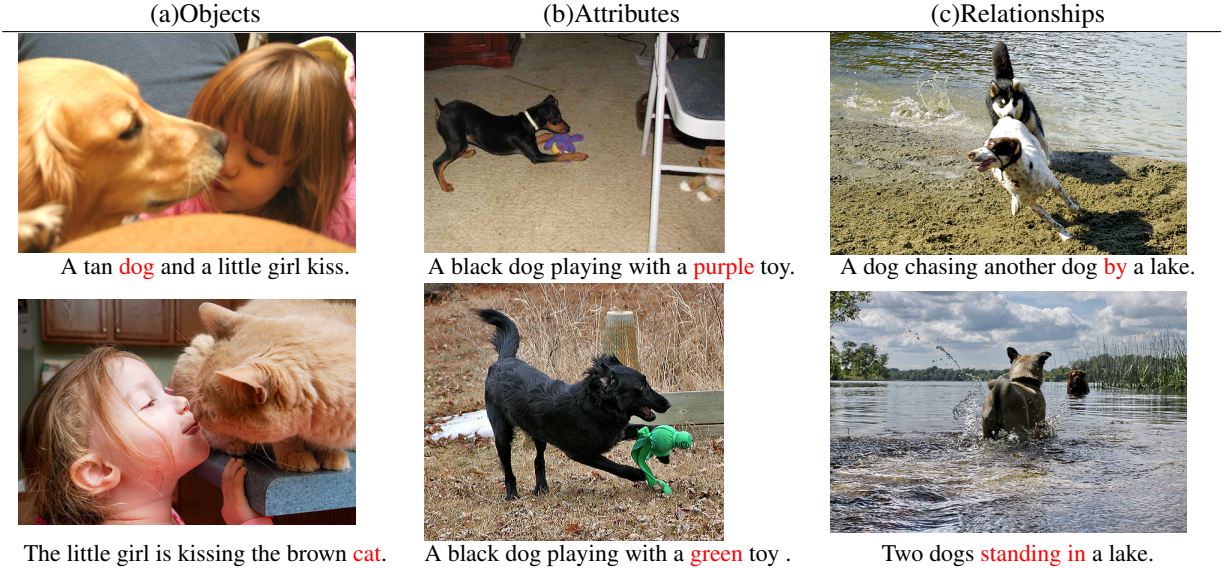 (a)Objects
(b)Attributes
(c)Relationships
A tan dog and a little girl kiss.
A black dog playing with a purple toy.
A dog chasing another dog by a lake.
The little girl is kissing the brown cat.
A black dog playing with a green toy .
Two dogs standing in a lake.